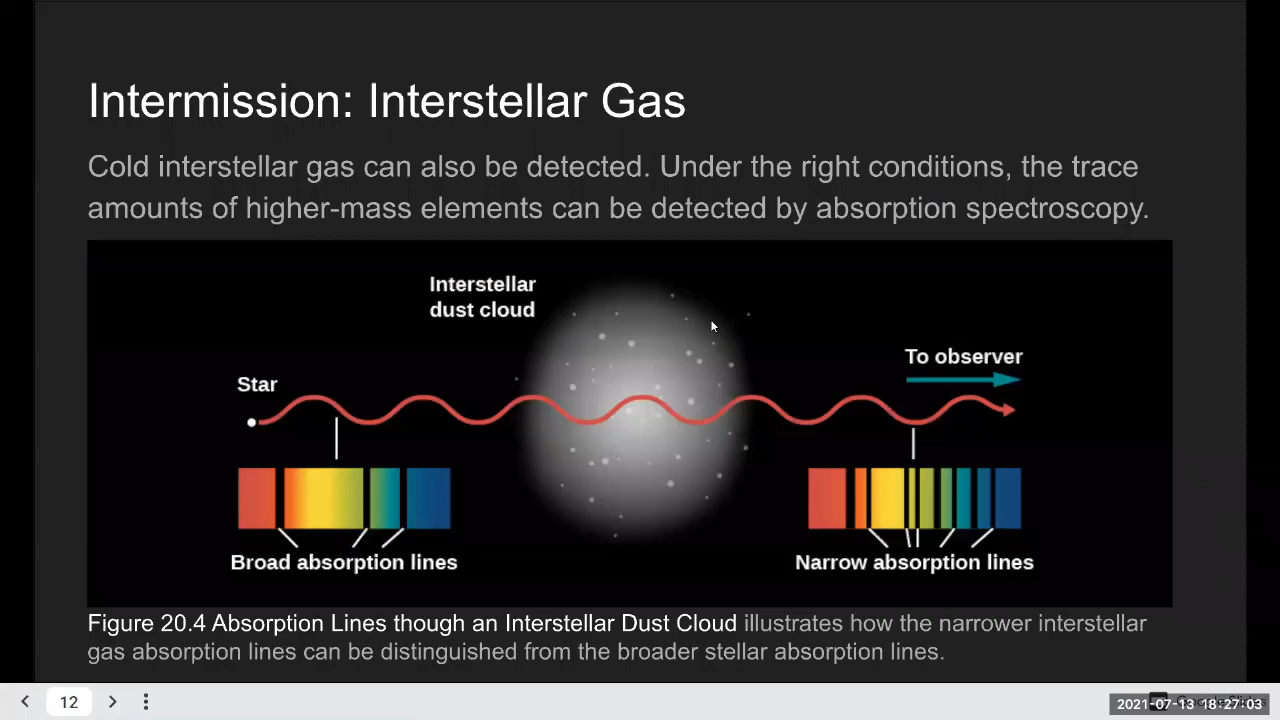 Intermission: Interstellar Gas
Cold interstellar gas can also be detected. Under the right conditions, the trace
amounts of higher-mass elements can be detected by absorption spectroscopy.
Interstellar
dust cloud
To observer
Star
Broad absorption lines
Narrow absorption lines
Figure 20.4 Absorption Lines though an Interstellar Dust Cloud illustrates how the narrower interstellar
gas absorption lines can be distinguished from the broader stellar absorption lines.
12
2021-07-13 18:27:03